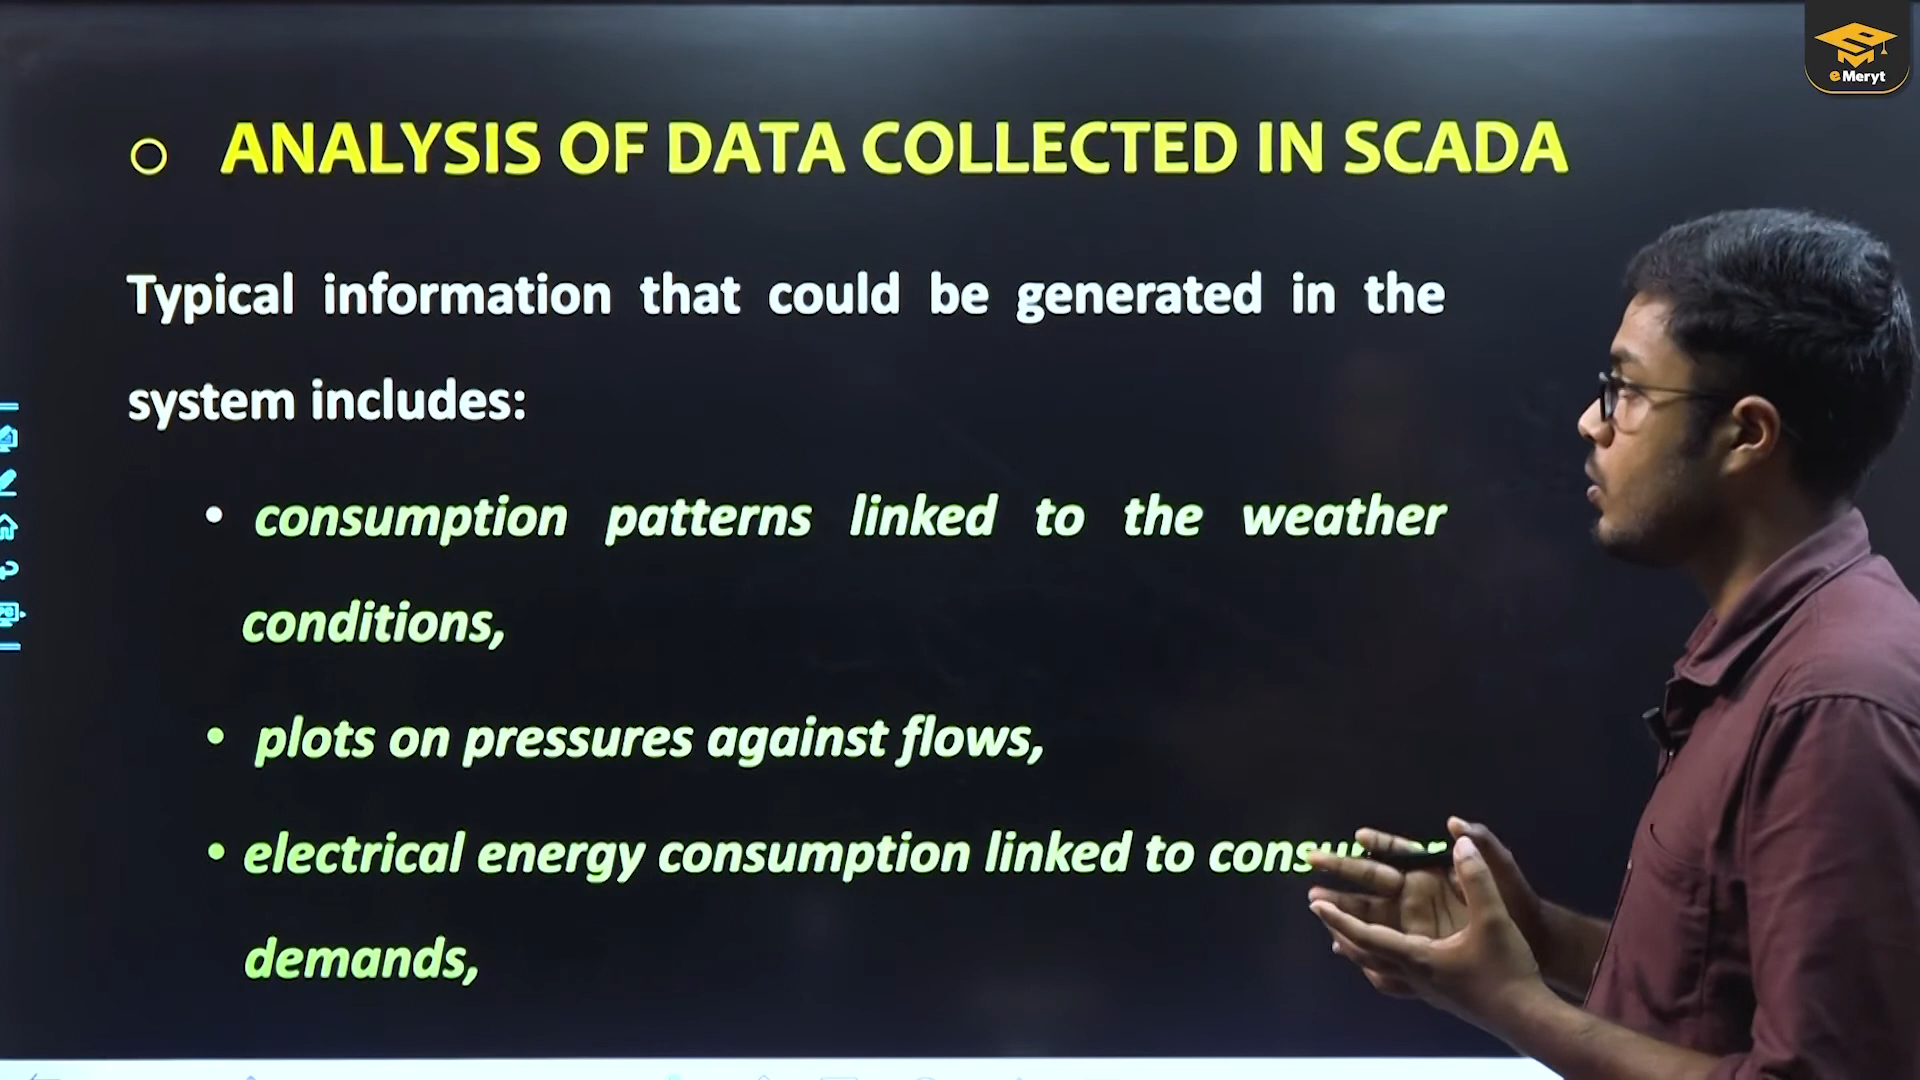 eMeryt
ANALYSIS OF DATA COLLECTED IN SCADA
Typical information that could be generated in the
system includes:
• consumption patterns linked to the weather
conditions,
• plots on pressures against flows,
• electrical energy consumption linked to
demands,